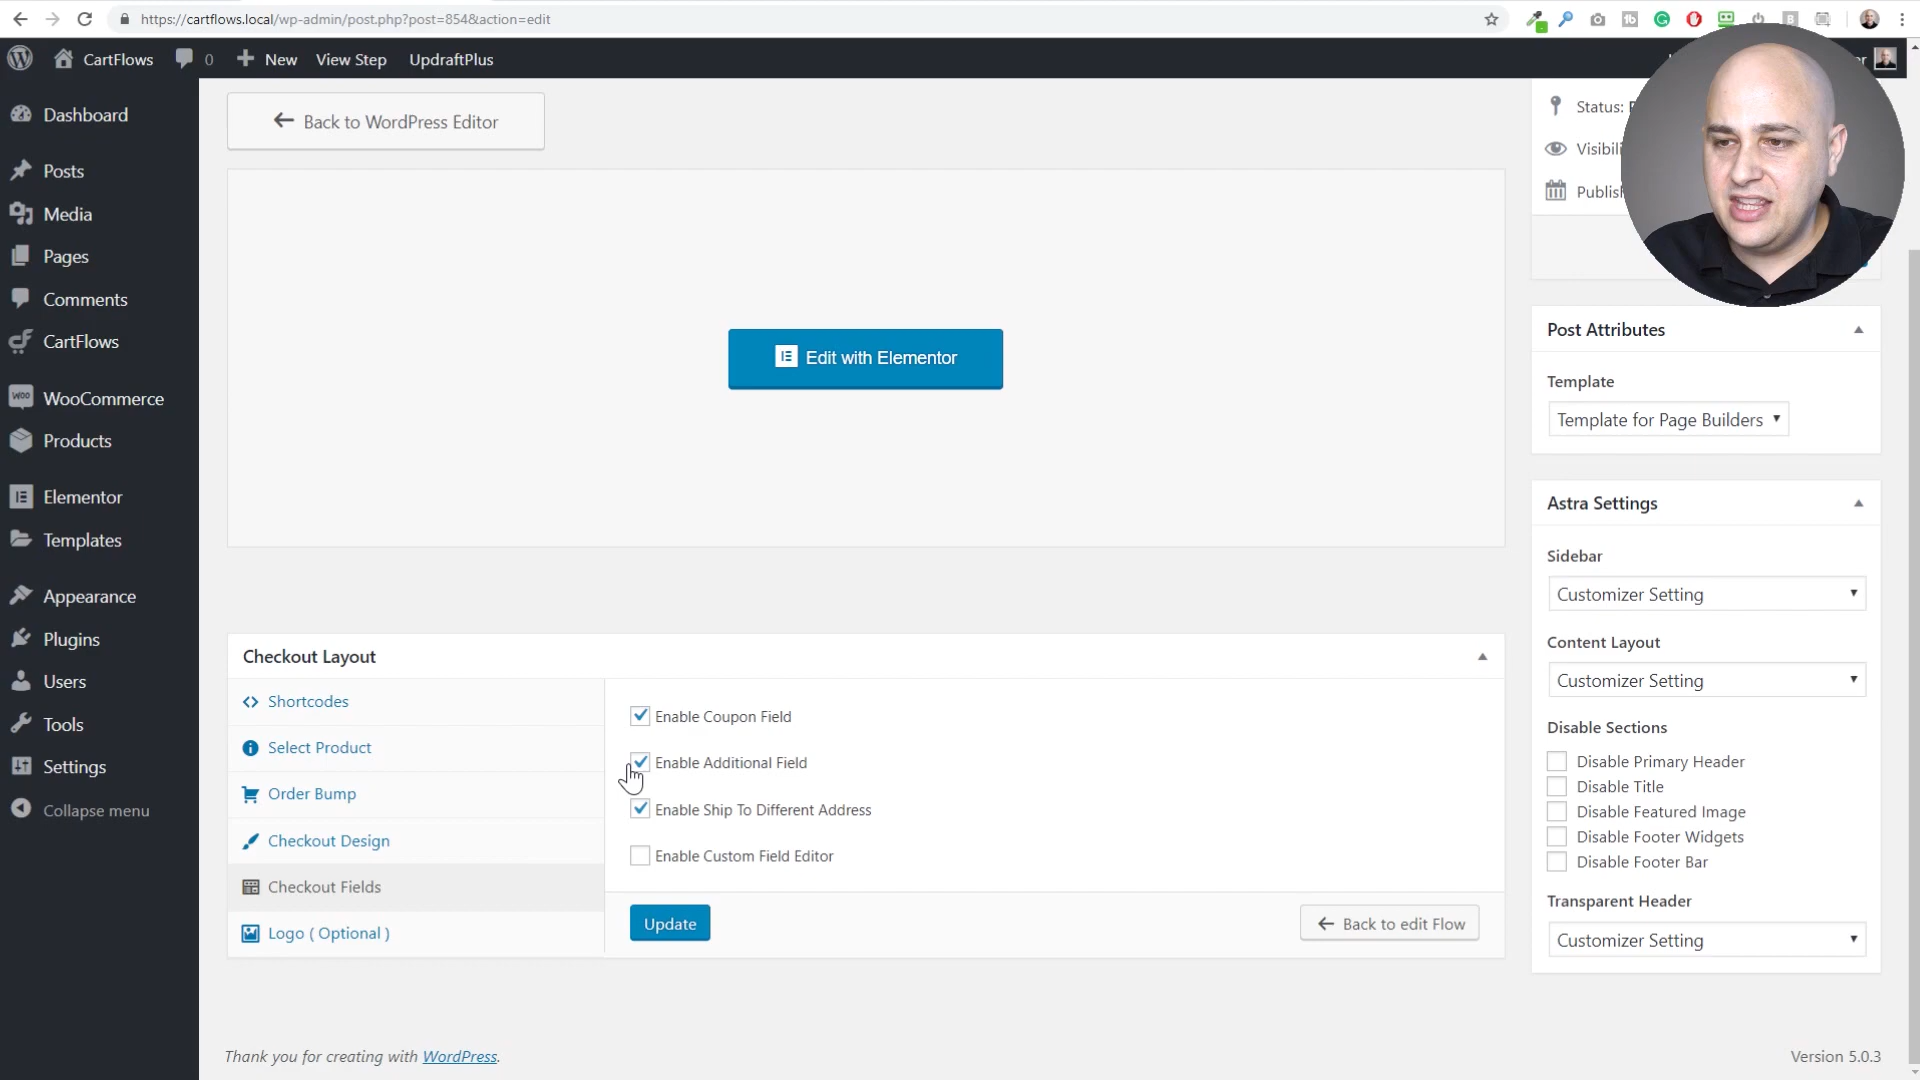 https://cartflows.local/wp-admin/post.php?post=854&action=edit
CartFlows
0
New
View Step
UpdraftPlus
Dashboard
Posts
Media
Pages
Comments
CartFlows
WooCommerce
Products
Elementor
Templates
Appearance
Plugins
Users
Tools
Settings
Collapse menu
Back to WordPress Editor
Edit with Elementor
Checkout Layout
Shortcodes
Select Product
Order Bump
Checkout Design
Checkout Fields
Logo ( Optional )
Enable Coupon Field
Enable Additional Field
Enable Ship To Different Address
Enable Custom Field Editor
Update
Back to edit Flow
Status:
Post Attributes
Template
Template for Page Builders
Astra Settings
Sidebar
Customizer Setting
Content Layout
Customizer Setting
Disable Sections
Disable Primary Header
Disable Title
Disable Featured Image
Disable Footer Widgets
Disable Footer Bar
Transparent Header
Customizer Setting
Thank you for creating with WordPress.
Version 5.0.3